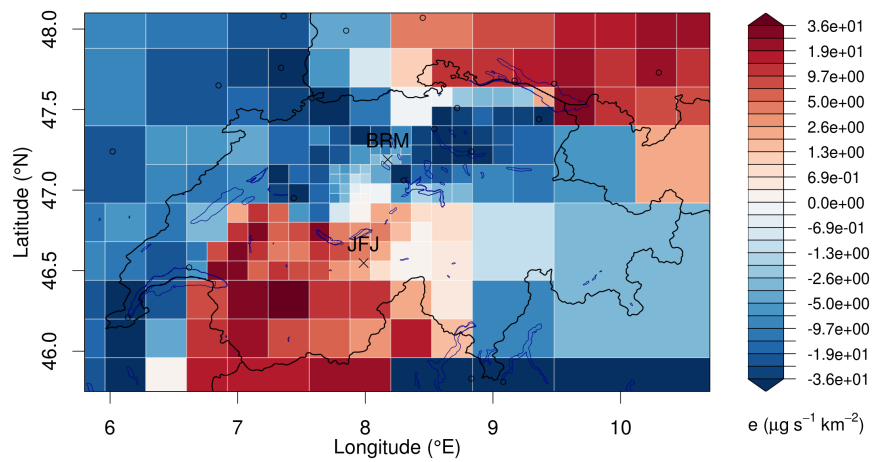 48.0
47.5
47.0
46.5
46.0
Latitude (°N)
6
7
8
9
10
Longitude (°E)
BRM
JFJ
3.6e+01
1.9e+01
9.7e+00
5.0e+00
2.6e+00
1.3e+00
6.9e-01
0.0e+00
-6.9e-01
-1.3e+00
-2.6e+00
-5.0e+00
-9.7e+00
-1.9e+01
-3.6e+01
e (µg s⁻¹ km⁻²)